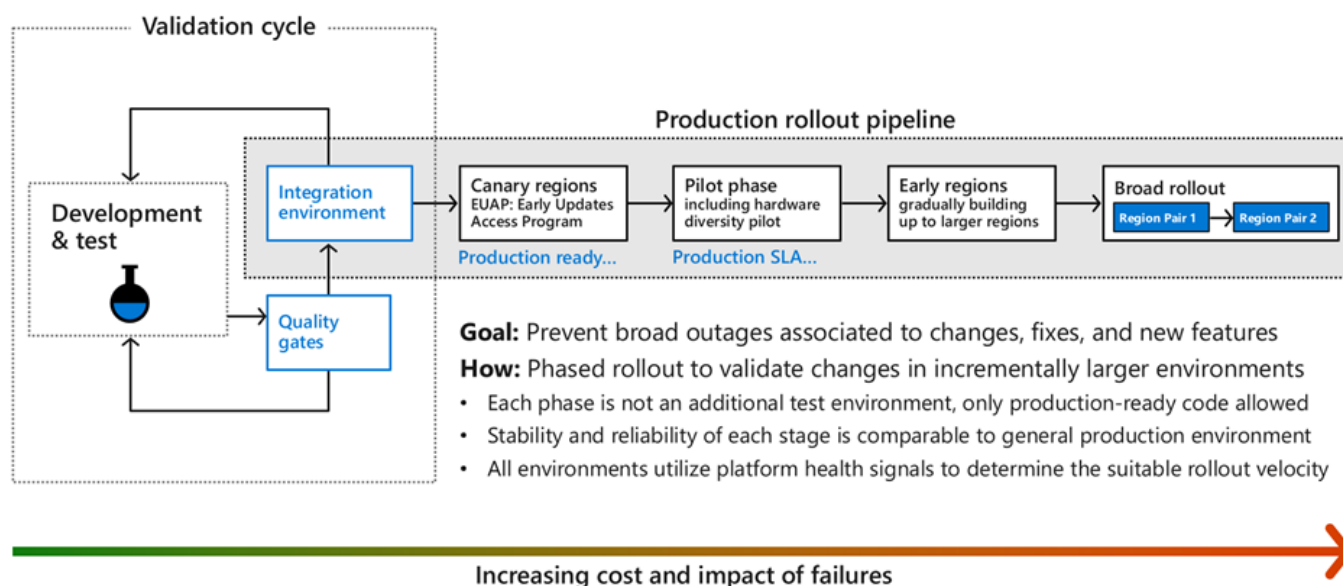 Validation cycle
Production rollout pipeline
Development
& test
Integration
environment
Quality
gates
Canary regions
EUAP: Early Updates
Access Program
Production ready...
Pilot phase
including hardware
diversity pilot
Production SLA...
Early regions
gradually building
up to larger regions
Broad rollout
Region Pair 1
Region Pair 2
Goal: Prevent broad outages associated to changes, fixes, and new features
How: Phased rollout to validate changes in incrementally larger environments
• Each phase is not an additional test environment, only production-ready code allowed
• Stability and reliability of each stage is comparable to general production environment
• All environments utilize platform health signals to determine the suitable rollout velocity
Increasing cost and impact of failures